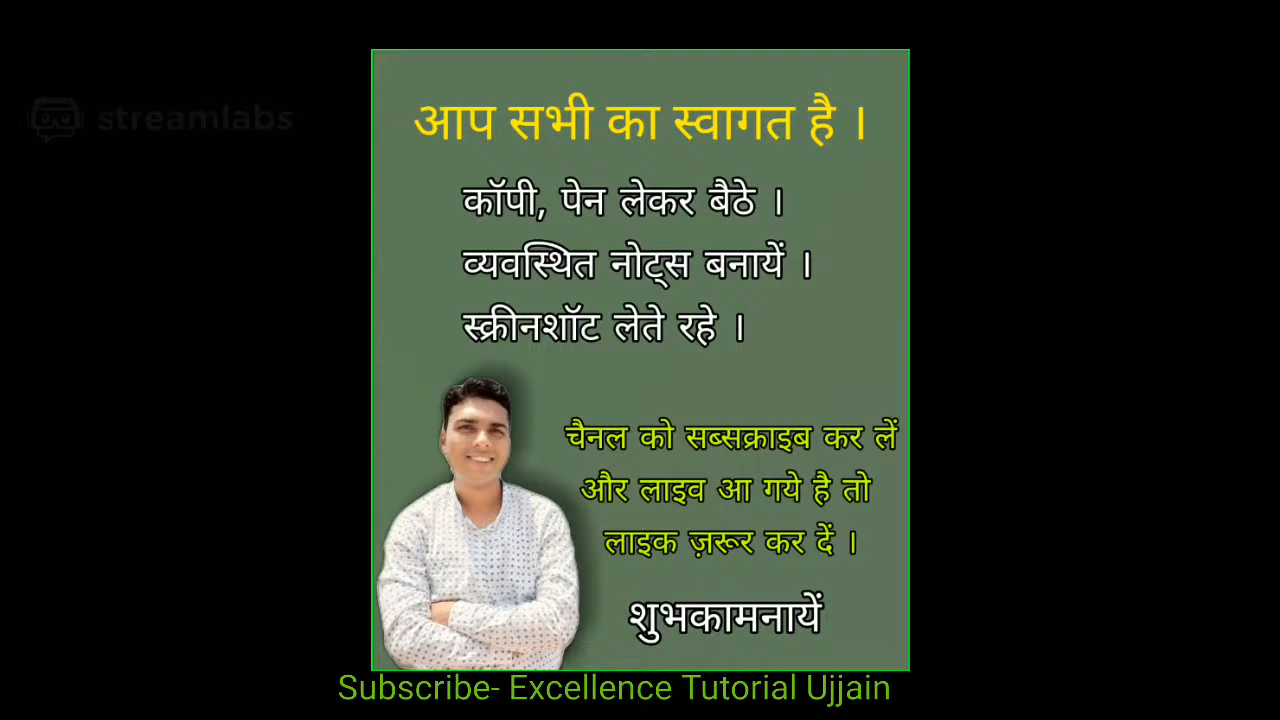 streamlabs
आप सभी का स्वागत है ।
कॉपी, पेन लेकर बैठे ।
व्यवस्थित नोट्स बनायें ।
स्क्रीनशॉट लेते रहे ।
चैनल को सब्सक्राइब कर लें
और लाइव आ गये है तो
लाइक ज़रूर कर दें ।
शुभकामनायें
Subscribe- Excellence Tutorial Ujjain